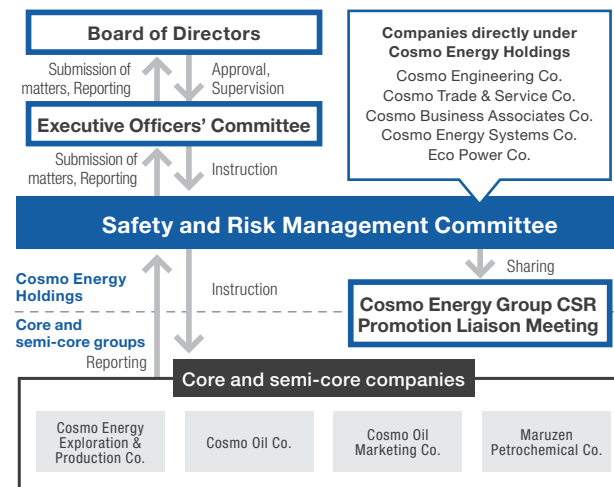 Board of Directors
Submission of
matters, Reporting
Approval,
Supervision
Executive Officers’ Committee
Submission of
matters, Reporting
Instruction
Companies directly under
Cosmo Energy Holdings
Cosmo Engineering Co.
Cosmo Trade & Service Co.
Cosmo Business Associates Co.
Cosmo Energy Systems Co.
Eco Power Co.
Safety and Risk Management Committee
Sharing
Cosmo Energy
Holdings
Instruction
Cosmo Energy Group CSR
Promotion Liaison Meeting
Core and
semi-core groups
Reporting
Core and semi-core companies
Cosmo Energy
Exploration &
Production Co.
Cosmo Oil Co.
Cosmo Oil
Marketing Co.
Maruzen
Petrochemical Co.